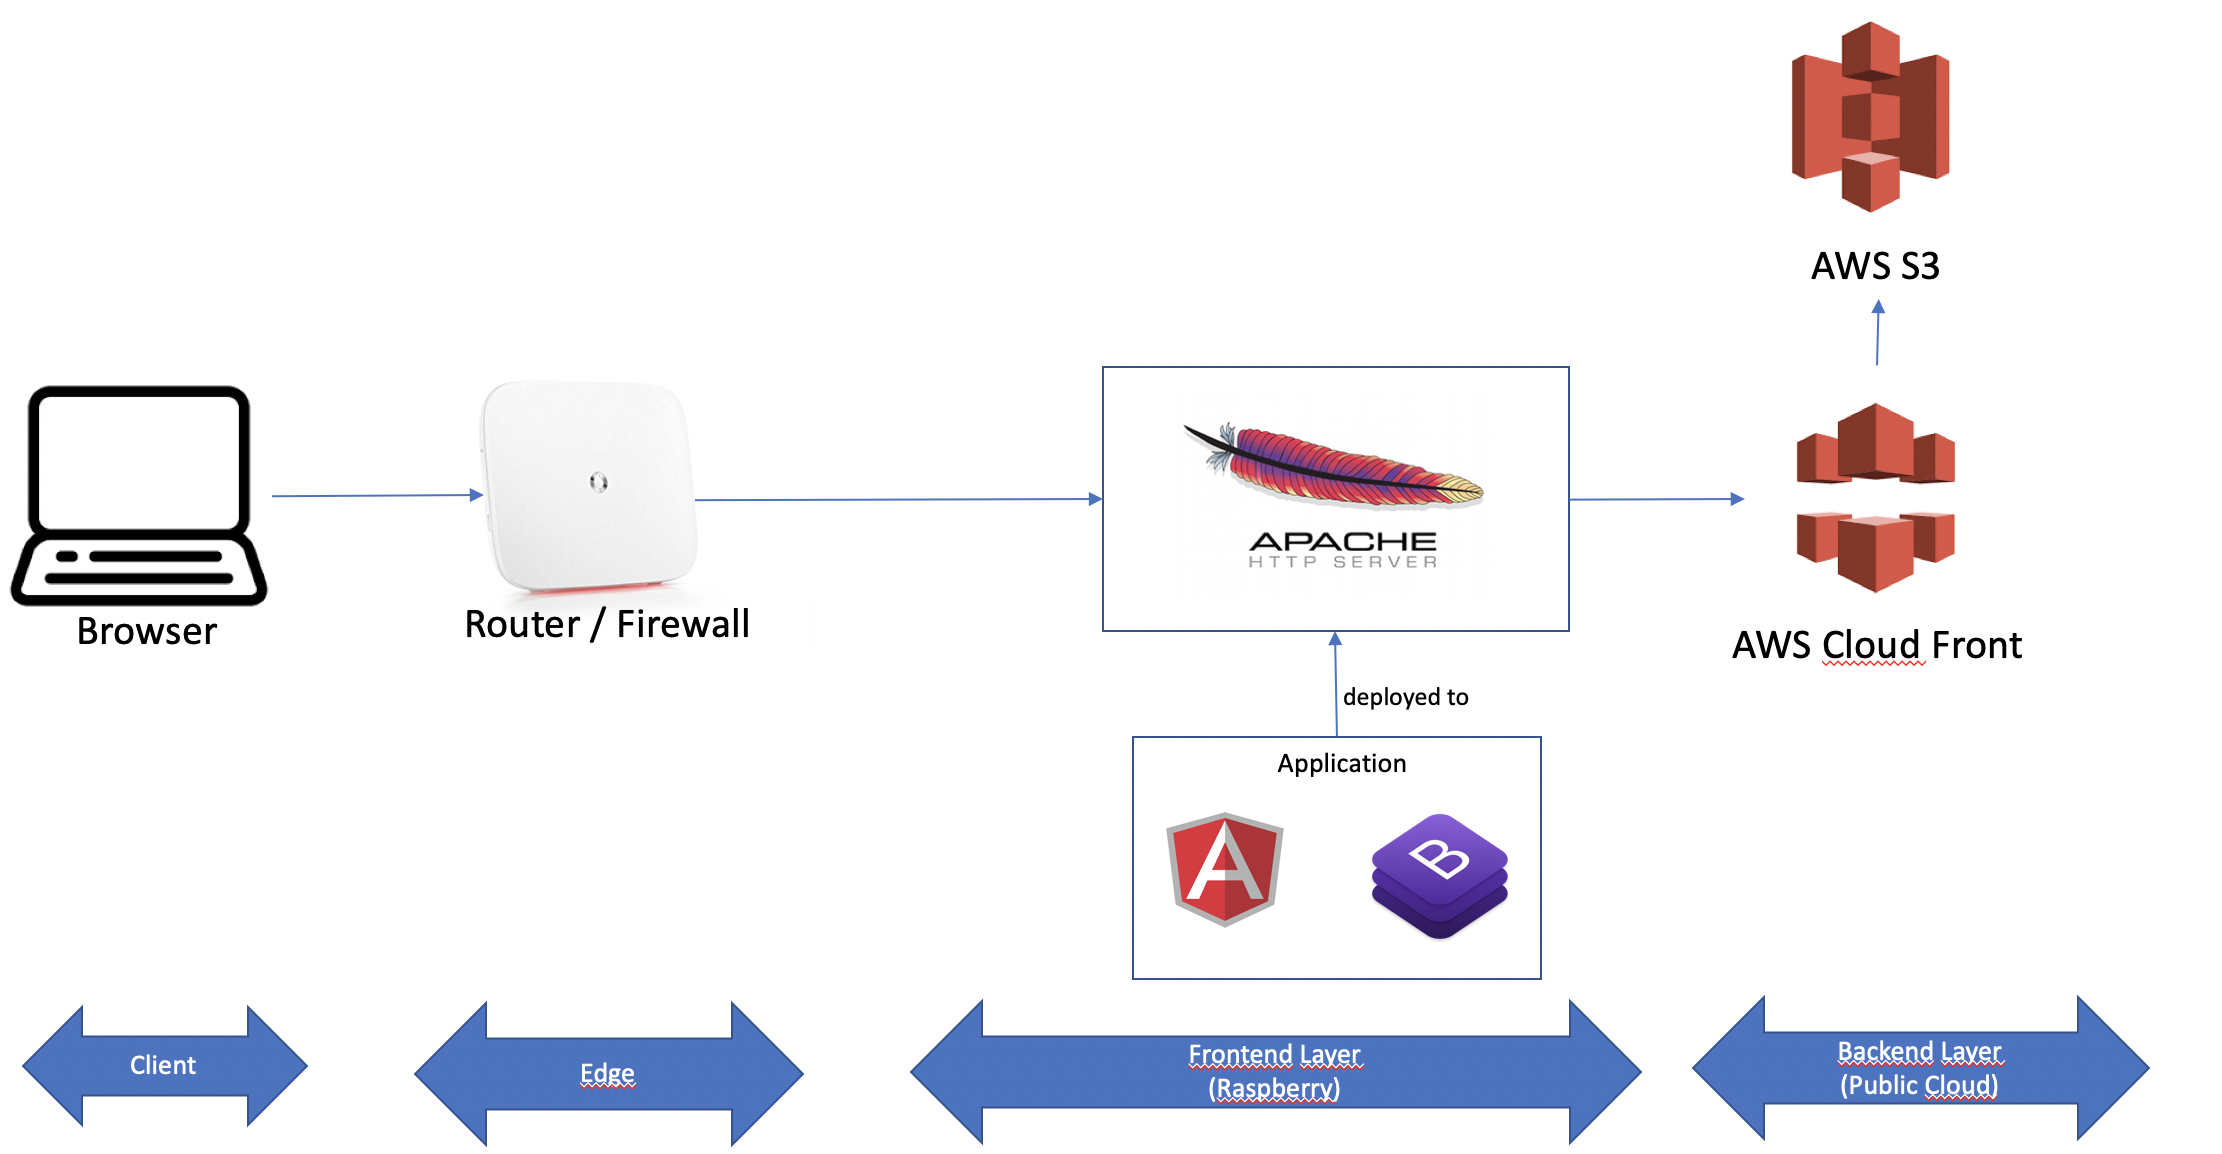 AWS S3
APACHE
HTTP SERVER
Browser
Router / Firewall
AWS Cloud Front
deployed to
Application
A
B
Client
Edge
Frontend Layer
(Raspberry)
Backend Layer
(Public Cloud)